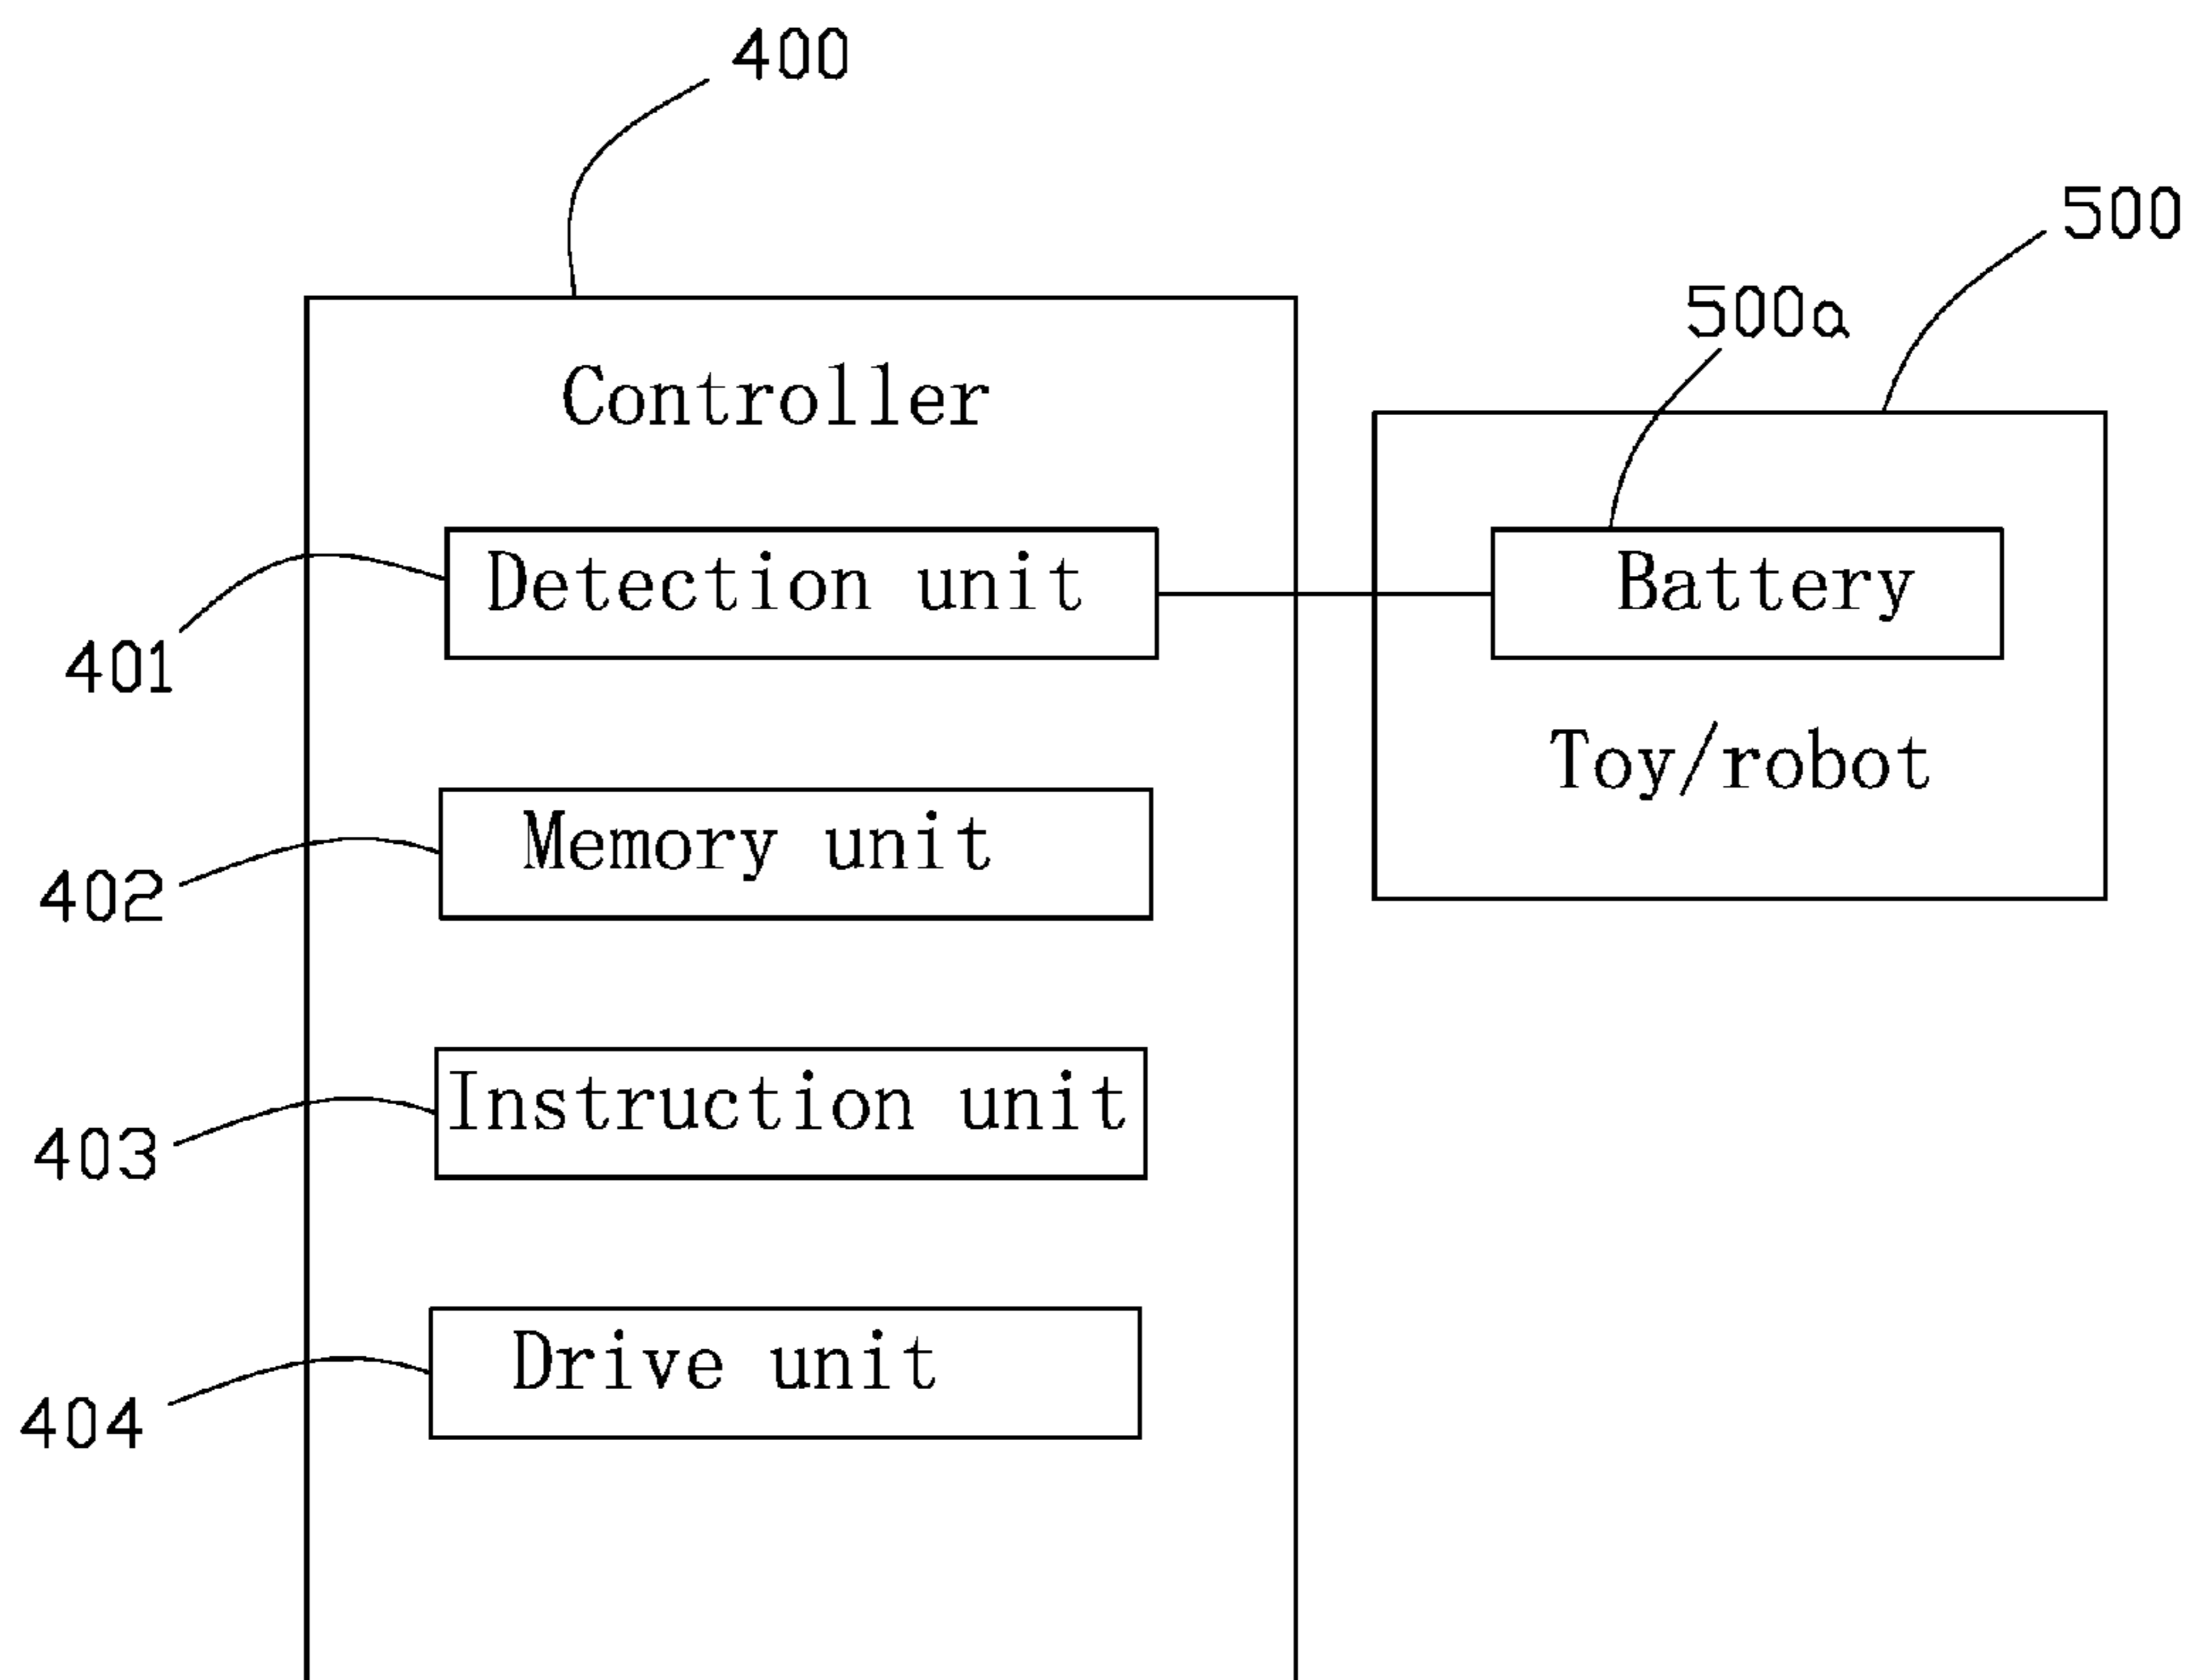 400
500
500a
Controller
Detection unit
Battery
401
Toy/robot
Memory unit
402
Instruction unit
403
Drive unit
404